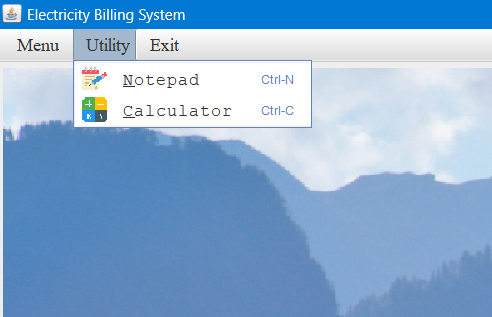 Electricity Billing System
Menu Utility Exit
Notepad Ctrl-N
Calculator Ctrl-C